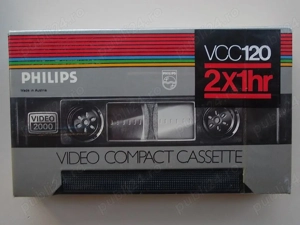 VCC120
2X1hr
PHILIPS
Made in Austria
VIDEO
2000
VIDEO COMPACT CASSETTE